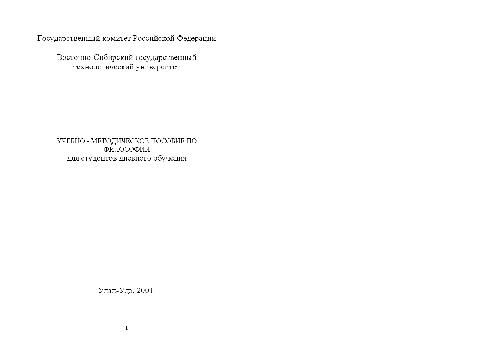 Государственный комитет Российской Федерации
Восточно-Сибирский государственный
технологический университет
УЧЕБНО - МЕТОДИЧЕСКОЕ ПОСОБИЕ ПО
ФИЛОСОФИИ
для студентов дневного обучения
Улан-Удэ, 2001
1